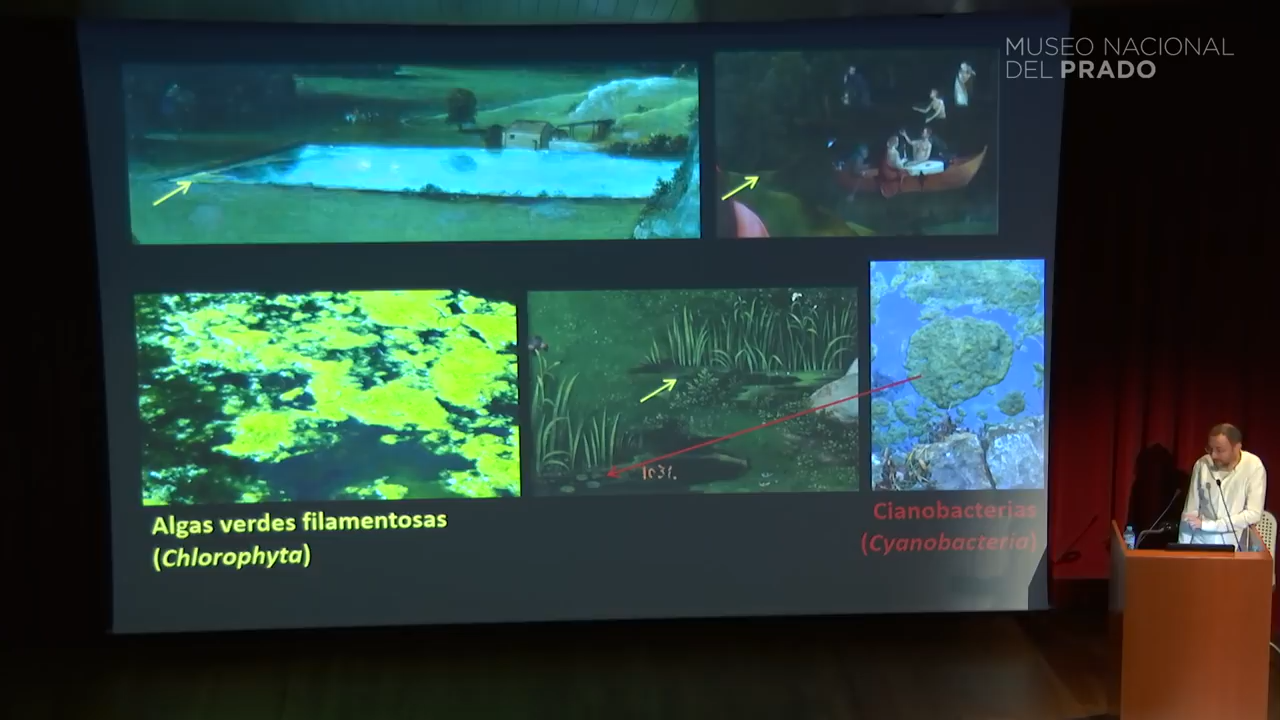 MUSEO NACIONAL
DEL PRADO
1031.
Algas verdes filamentosas
(Chlorophyta)
Cianobacterias
(Cyanobacteria)